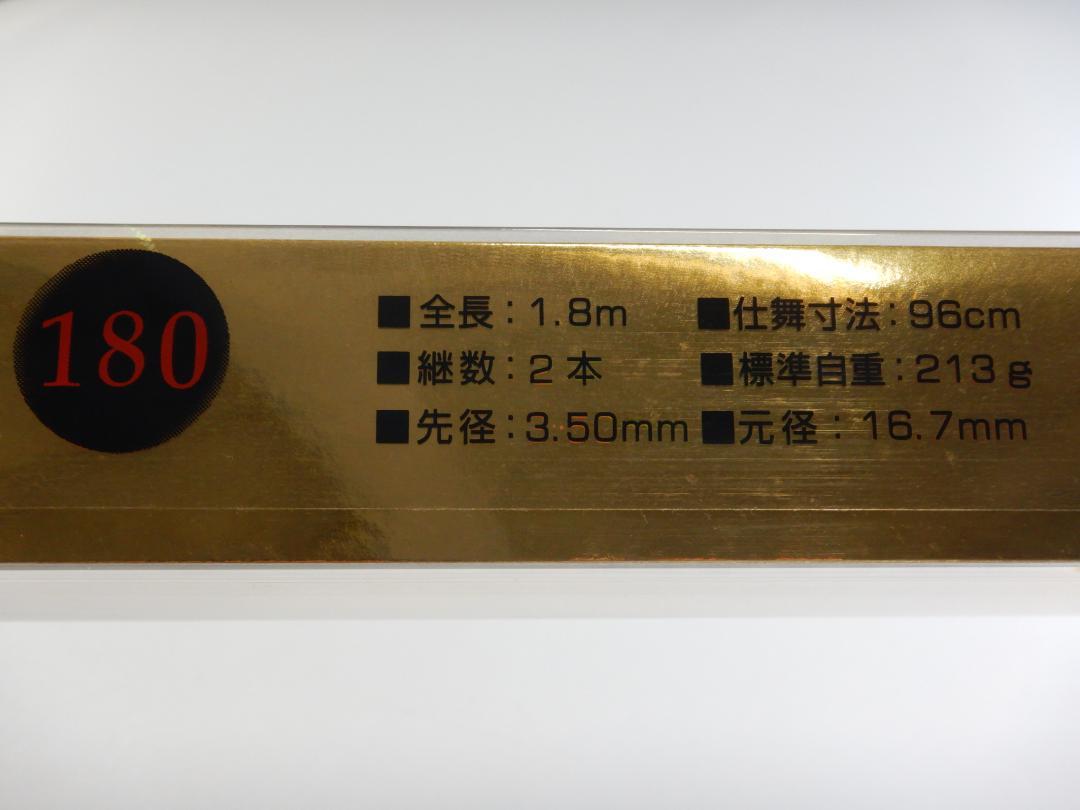 180
■全長：1.8m ■仕舞寸法：96cm
■継数：2本 ■標準自重：213g
■先径：3.50mm ■元径：16.7mm